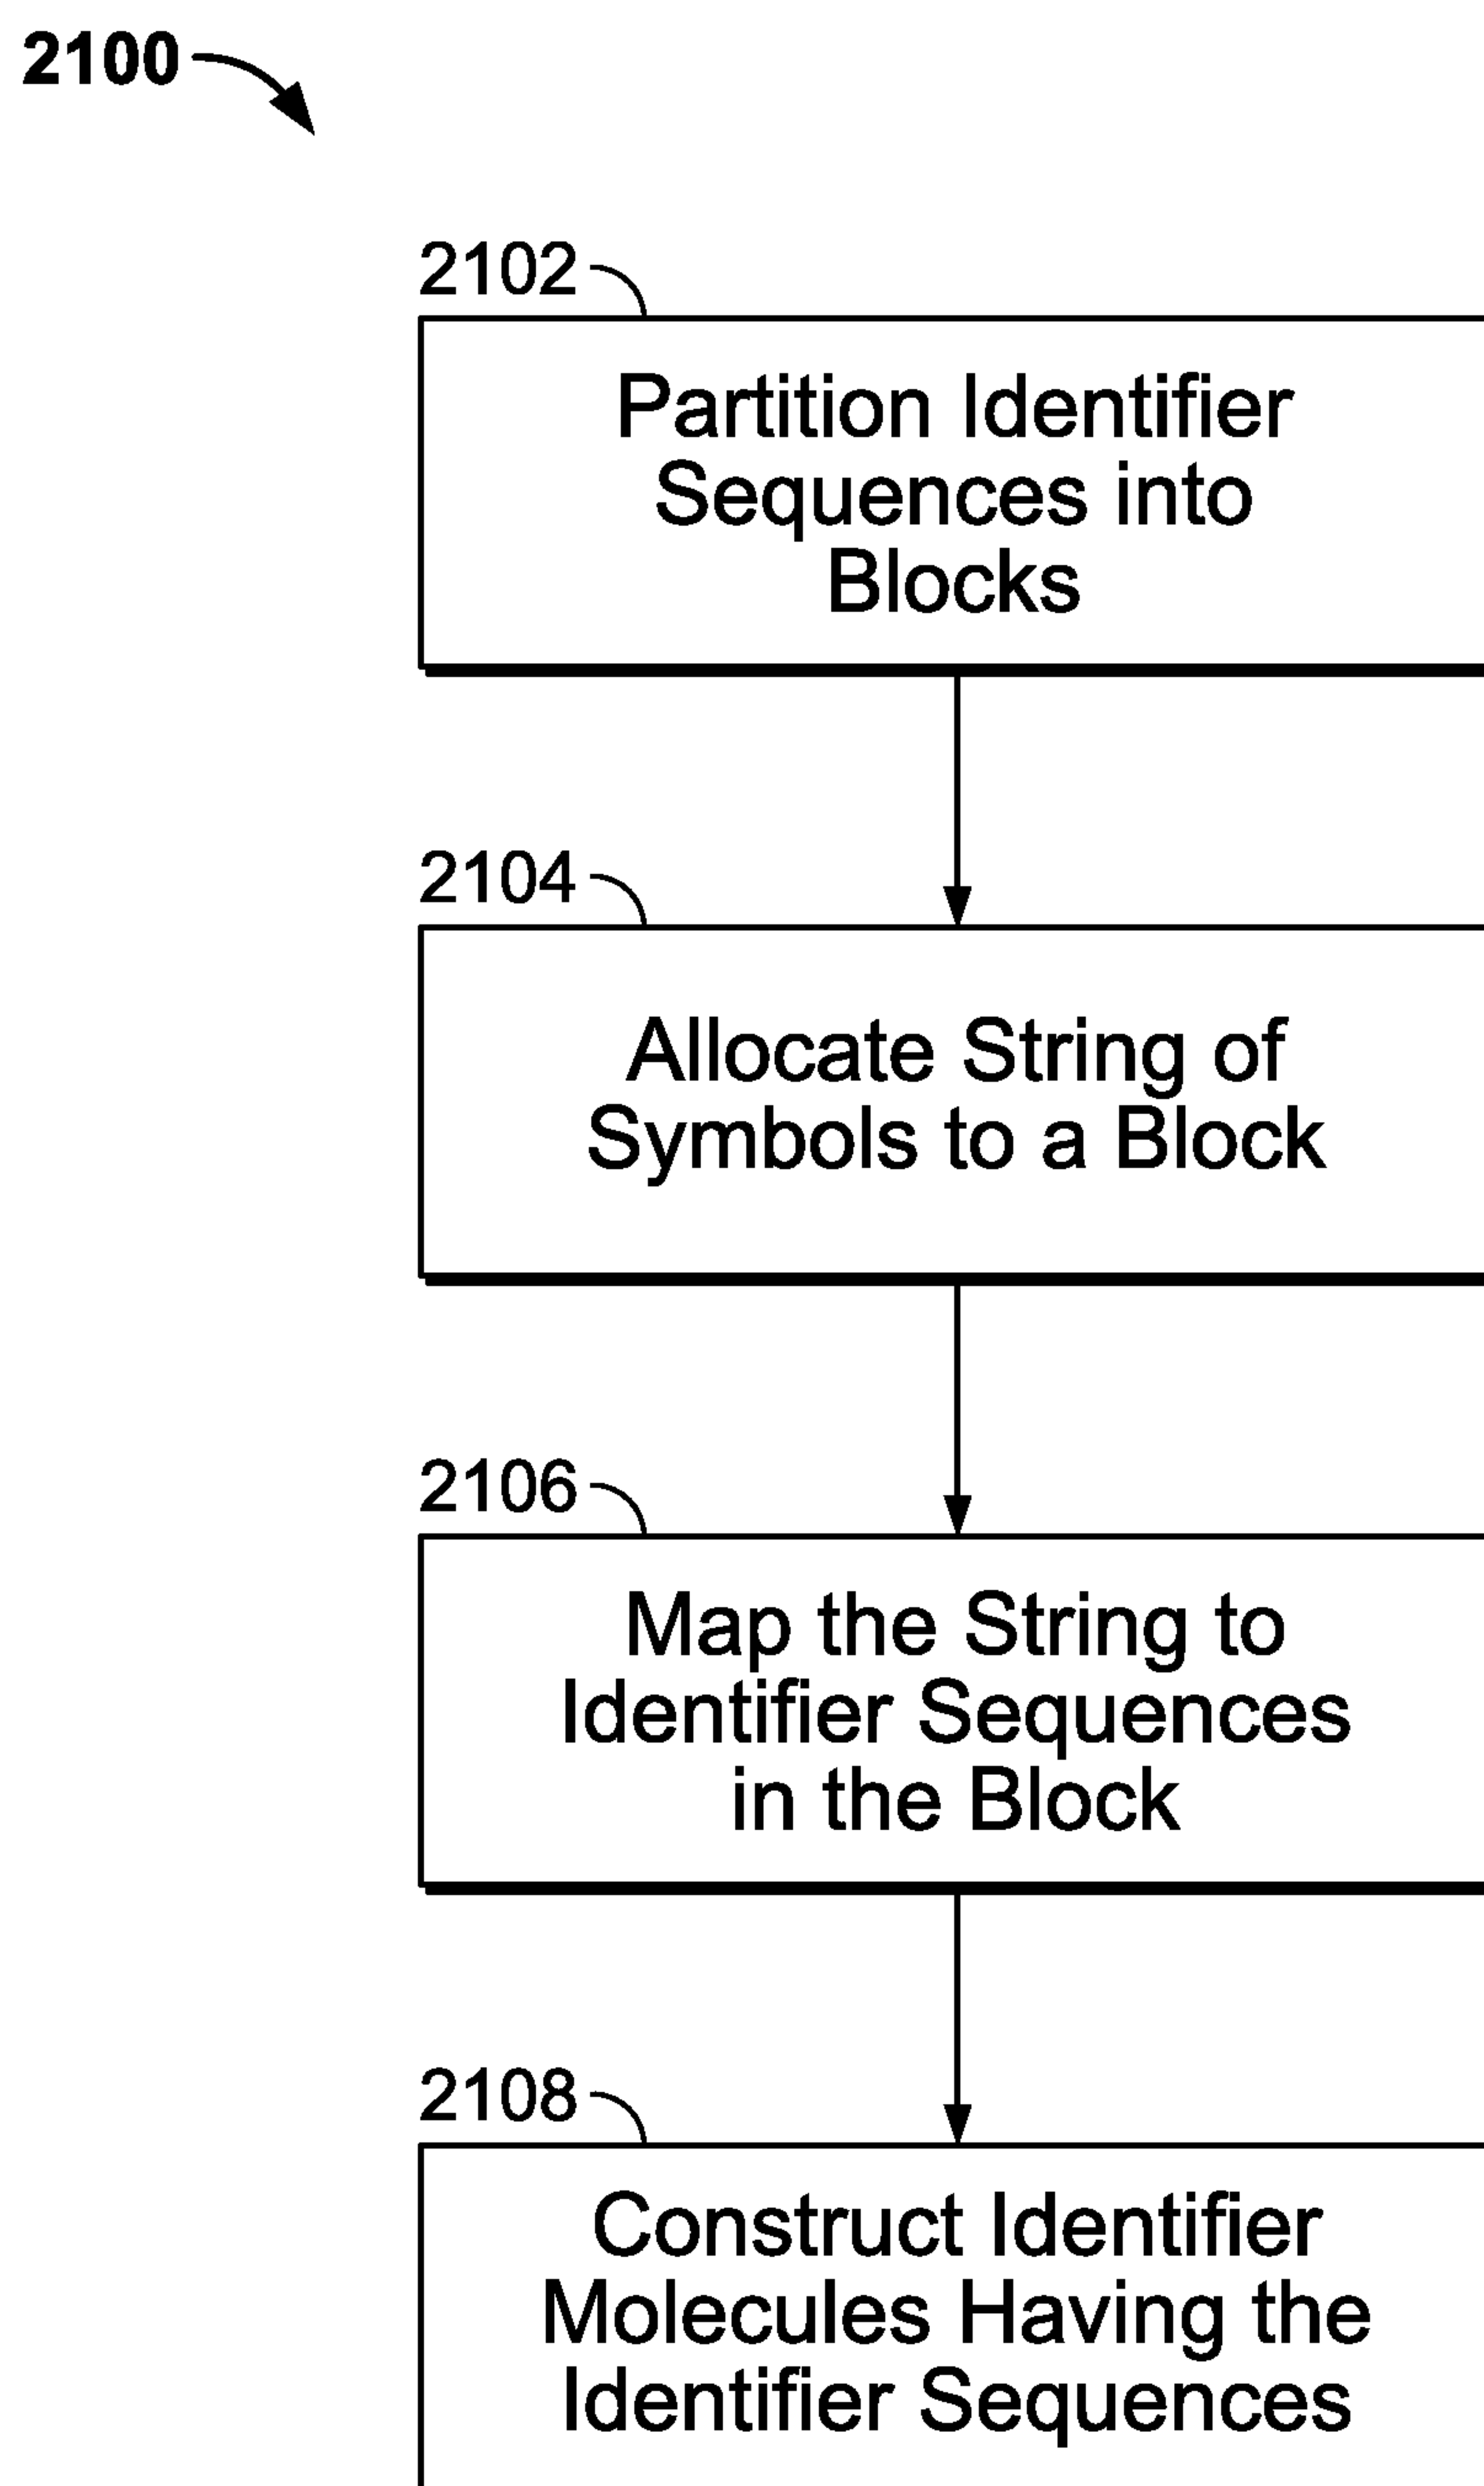 2100
2102
Partition Identifier
Sequences into
Blocks
2104
Allocate String of
Symbols to a Block
2106
Map the String to
Identifier Sequences
in the Block
2108
Construct Identifier
Molecules Having the
Identifier Sequences